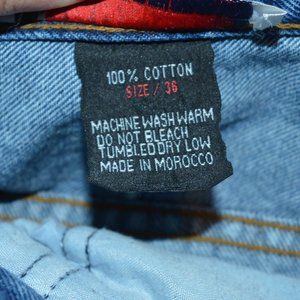 100% COTTON
SIZE / 36
MACHINE WASH WARM
DO NOT BLEACH
TUMBLED DRY LOW
MADE IN MOROCCO